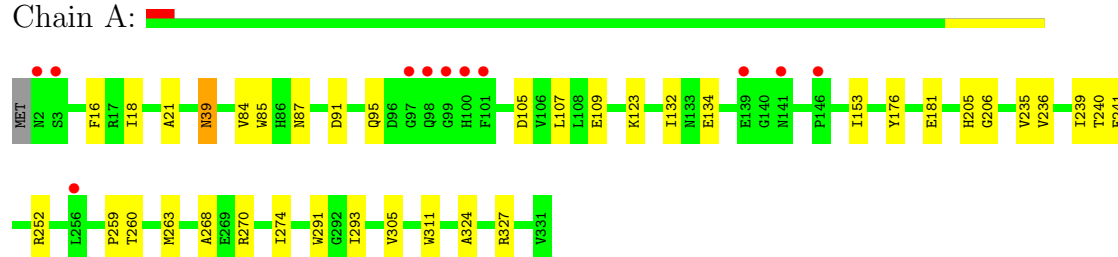 Chain A:
MET N2 S3 F16 R17 I18 A21 N39 V84 W85 H86 N87 D91 Q95 D96 G97 Q98 G99 H100 F101 D105 V106 L107 L108 E109 K123 I132 N133 E134 E139 G140 N141 P146 I153 Y176 E181 H205 G206 V235 V236 I239 T240
R252 L256 P259 T260 M263 A268 E269 R270 I274 W291 G292 I293 V305 W311 A324 R327 V331